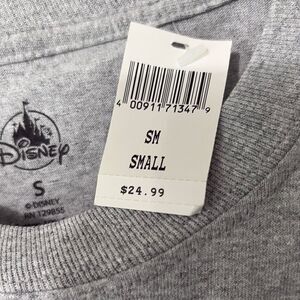 4 00911 71347 9
SM
SMALL
$24.99
Disney
S
© DISNEY
RN 129855